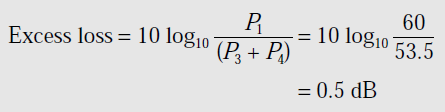 Excess loss = 10 log₁₀ P₁ / (P₃ + P₄) = 10 log₁₀ 60 / 53.5
= 0.5 dB